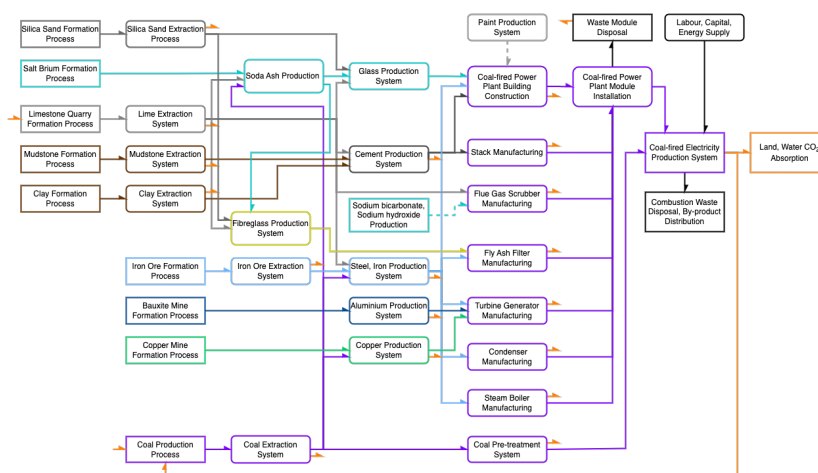 Silica Sand Formation
Process
Silica Sand Extraction
Process
Paint Production
System
Waste Module
Disposal
Labour, Capital,
Energy Supply
Salt Brium Formation
Process
Soda Ash Production
Glass Production
System
Coal-fired Power
Plant Building
Construction
Coal-fired Power
Plant Module
Installation
Limestone Quarry
Formation Process
Lime Extraction
System
Mudstone Formation
Process
Mudstone Extraction
System
Cement Production
System
Stack Manufacturing
Coal-fired Electricity
Production System
Land, Water CO2
Absorption
Clay Formation
Process
Clay Extraction
System
Sodium bicarbonate,
Sodium hydroxide
Production
Flue Gas Scrubber
Manufacturing
Combustion Waste
Disposal, By-product
Distribution
Fibreglass Production
System
Iron Ore Formation
Process
Iron Ore Extraction
System
Steel, Iron Production
System
Fly Ash Filter
Manufacturing
Bauxite Mine
Formation Process
Aluminium Production
System
Turbine Generator
Manufacturing
Copper Mine
Formation Process
Copper Production
System
Condenser
Manufacturing
Steam Boiler
Manufacturing
Coal Production
Process
Coal Extraction
System
Coal Pre-treatment
System